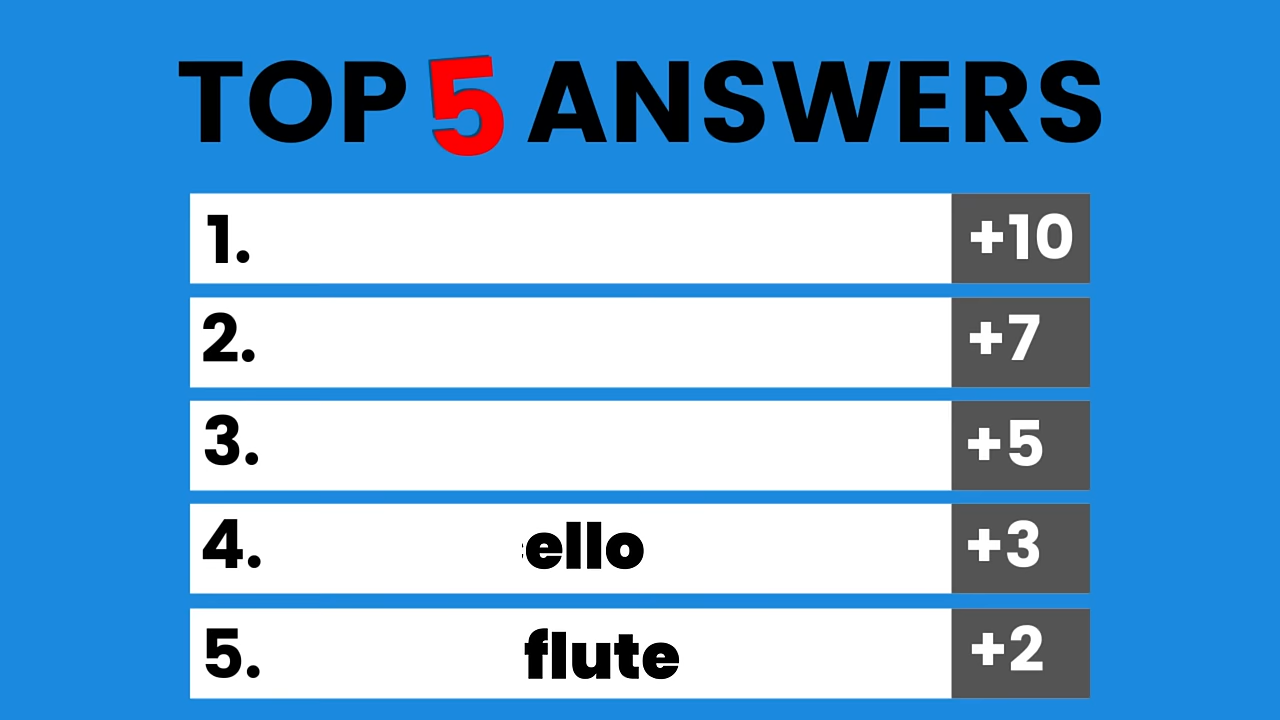 TOP 5 ANSWERS
1. +10
2. +7
3. +5
4. ello +3
5. flute +2